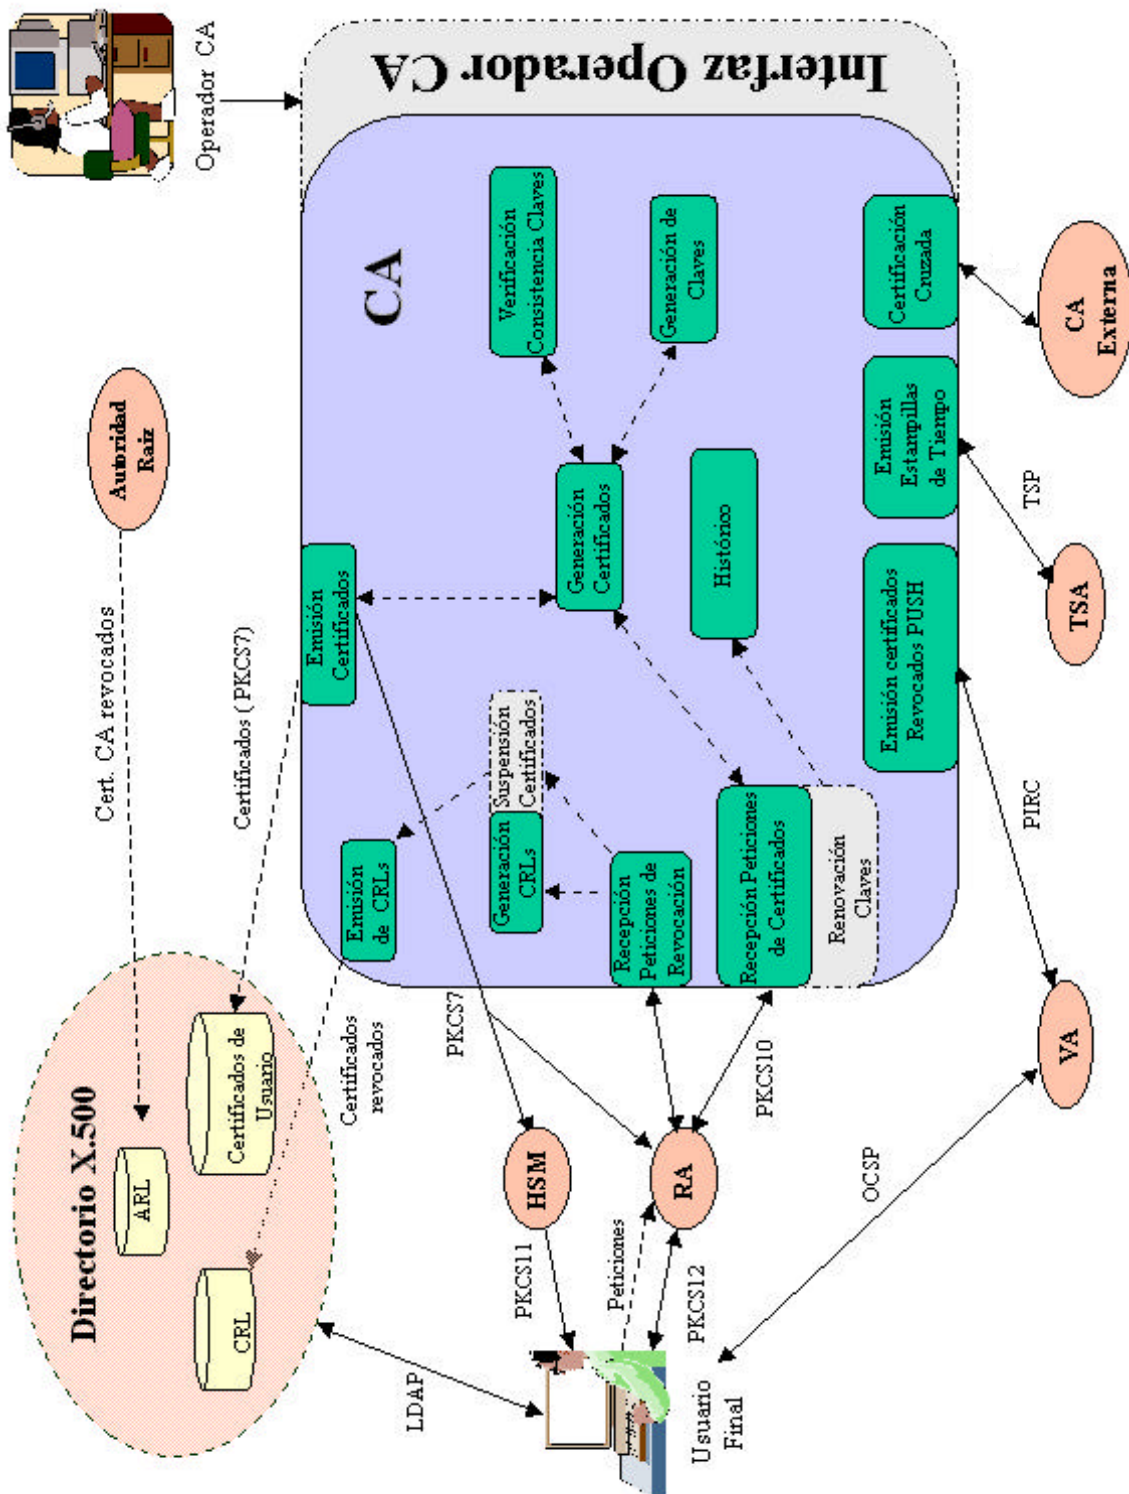 Directorio X.500
CRL
ARL
Certificados de
Usuario
Cert. CA revocados
Autoridad
Raiz
Operador CA
Certificados ( PKCS7)
LDAP
Certificados
revocados
Emisión
de CRLs
Emisión
Certificados
CA
Interfaz Operador CA
PKCS7
Generación
CRLs
Suspensión
Certificados
Verificación
Consistencia Claves
PKCS11
HSM
Generación
Certificados
Peticiones
Recepción
Peticiones de
Revocación
Generación de
Claves
RA
PKCS12
Usuario
Final
PKCS10
Recepción Peticiones
de Certificados
Histórico
Renovación
Claves
OCSP
Emisión certificados
Revocados PUSH
Emisión
Estampillas
de Tiempo
Certificación
Cruzada
PIRC
TSP
VA
TSA
CA
Externa